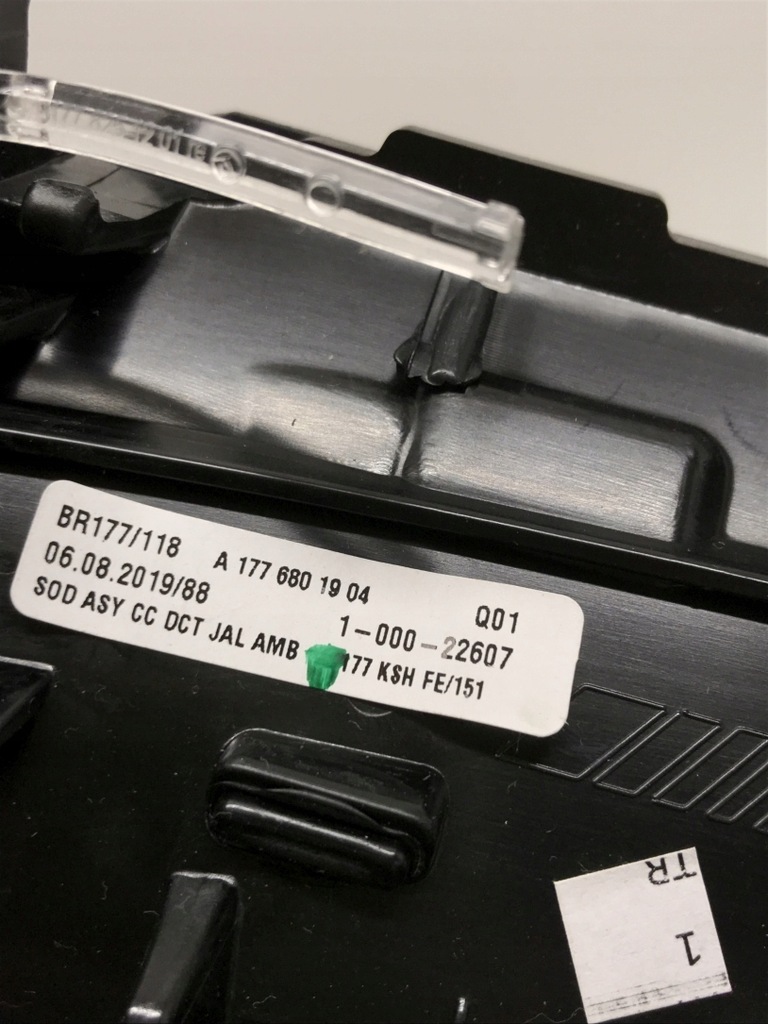 BR177/118 A 177 680 19 04 Q01
06.08.2019/88 1-000-22607
SOD ASY CC DCT JAL AMB 177 KSH FE/151
TR
1